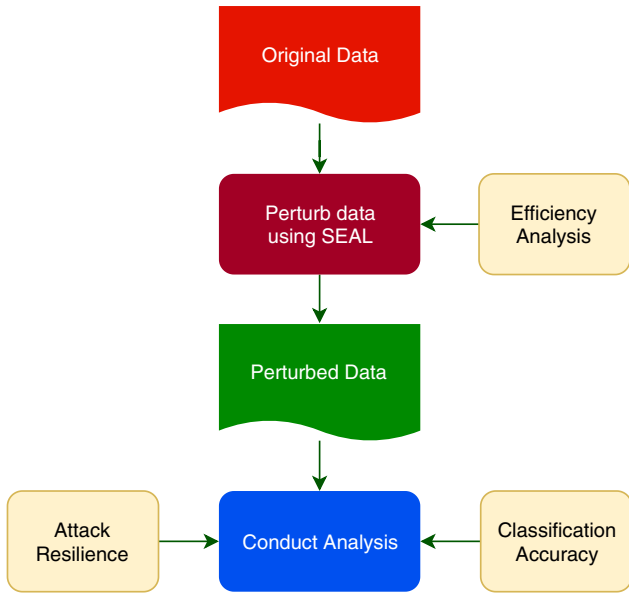 Original Data
Perturb data
using SEAL
Efficiency
Analysis
Perturbed Data
Attack
Resilience
Conduct Analysis
Classification
Accuracy